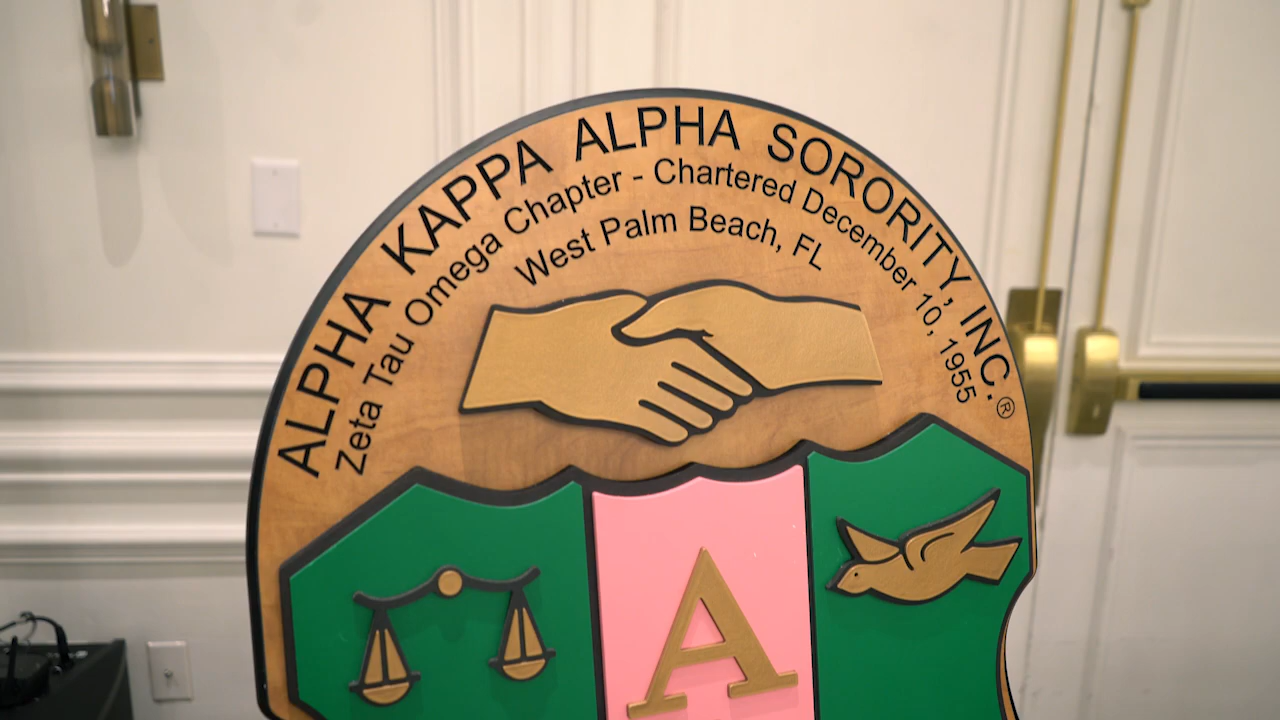 ALPHA KAPPA ALPHA SORORITY, INC.®
Zeta Tau Omega Chapter - Chartered December 10, 1955
West Palm Beach, FL
A